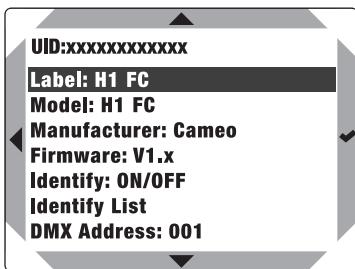 UID:xxxxxxxxxxxx
Label: H1 FC
Model: H1 FC
Manufacturer: Cameo
Firmware: V1.x
Identify: ON/OFF
Identify List
DMX Address: 001